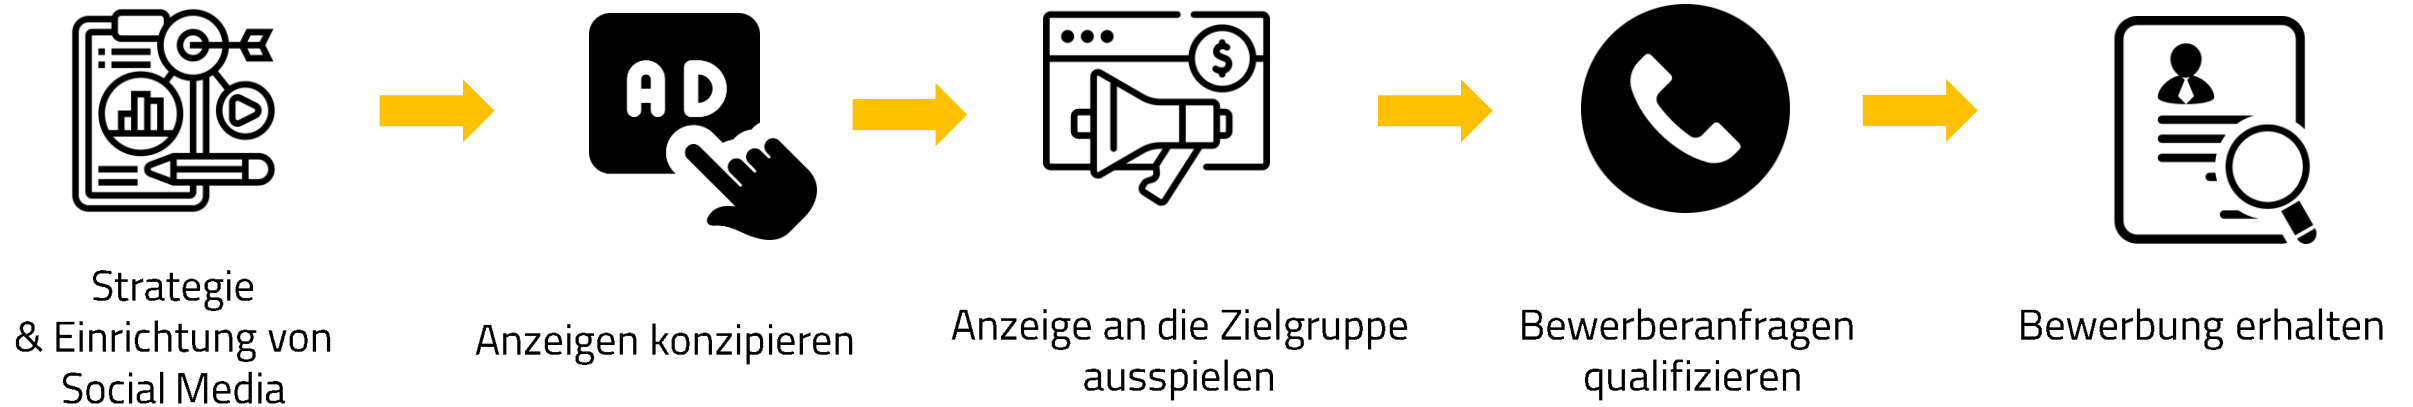 AD
$
Strategie
& Einrichtung von
Social Media
Anzeigen konzipieren
Anzeige an die Zielgruppe
ausspielen
Bewerberanfragen
qualifizieren
Bewerbung erhalten